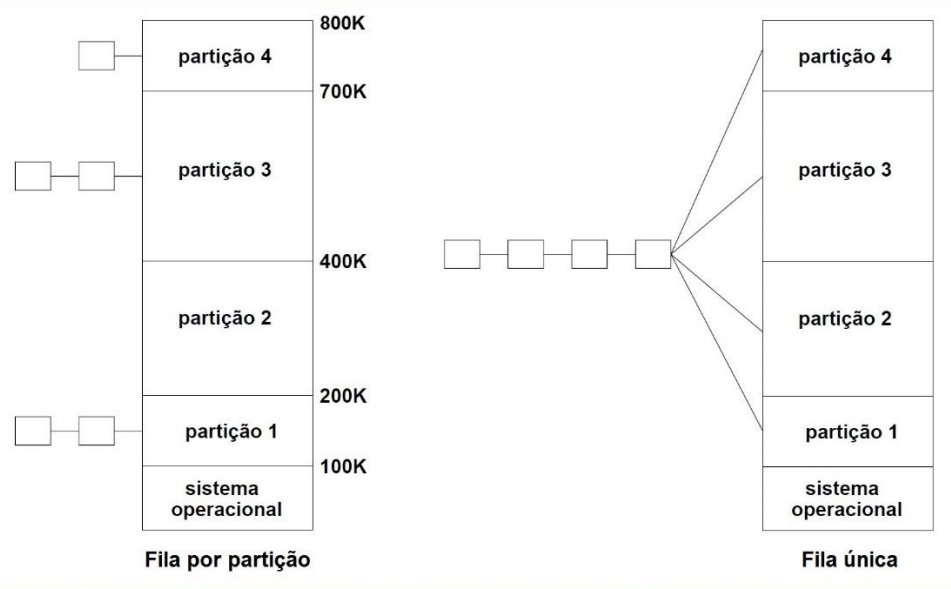 800K
partição 4
700K
partição 3
400K
partição 2
200K
partição 1
100K
sistema
operacional
Fila por partição
partição 4
partição 3
partição 2
partição 1
sistema
operacional
Fila única